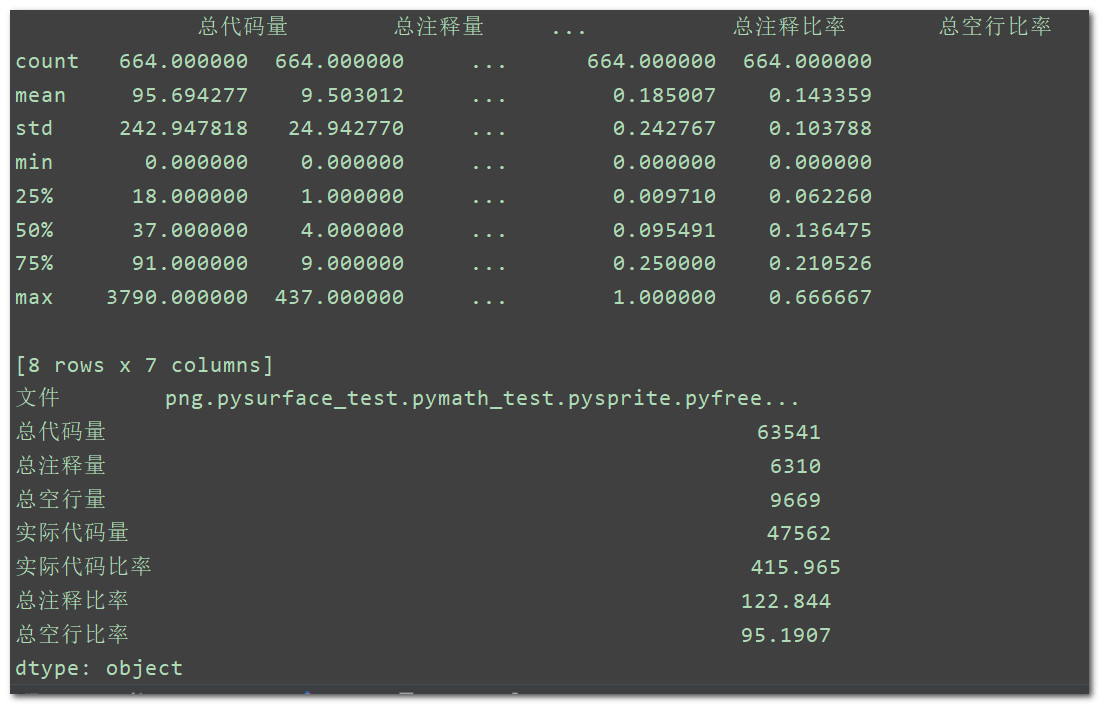 总代码量 总注释量 ... 总注释比率 总空行比率
count 664.000000 664.000000 ... 664.000000 664.000000
mean 95.694277 9.503012 ... 0.185007 0.143359
std 242.947818 24.942770 ... 0.242767 0.103788
min 0.000000 0.000000 ... 0.000000 0.000000
25% 18.000000 1.000000 ... 0.009710 0.062260
50% 37.000000 4.000000 ... 0.095491 0.136475
75% 91.000000 9.000000 ... 0.250000 0.210526
max 3790.000000 437.000000 ... 1.000000 0.666667
[8 rows x 7 columns]
文件 png.pysurface_test.pymath_test.pysprite.pyfree...
总代码量 63541
总注释量 6310
总空行量 9669
实际代码量 47562
实际代码比率 415.965
总注释比率 122.844
总空行比率 95.1907
dtype: object